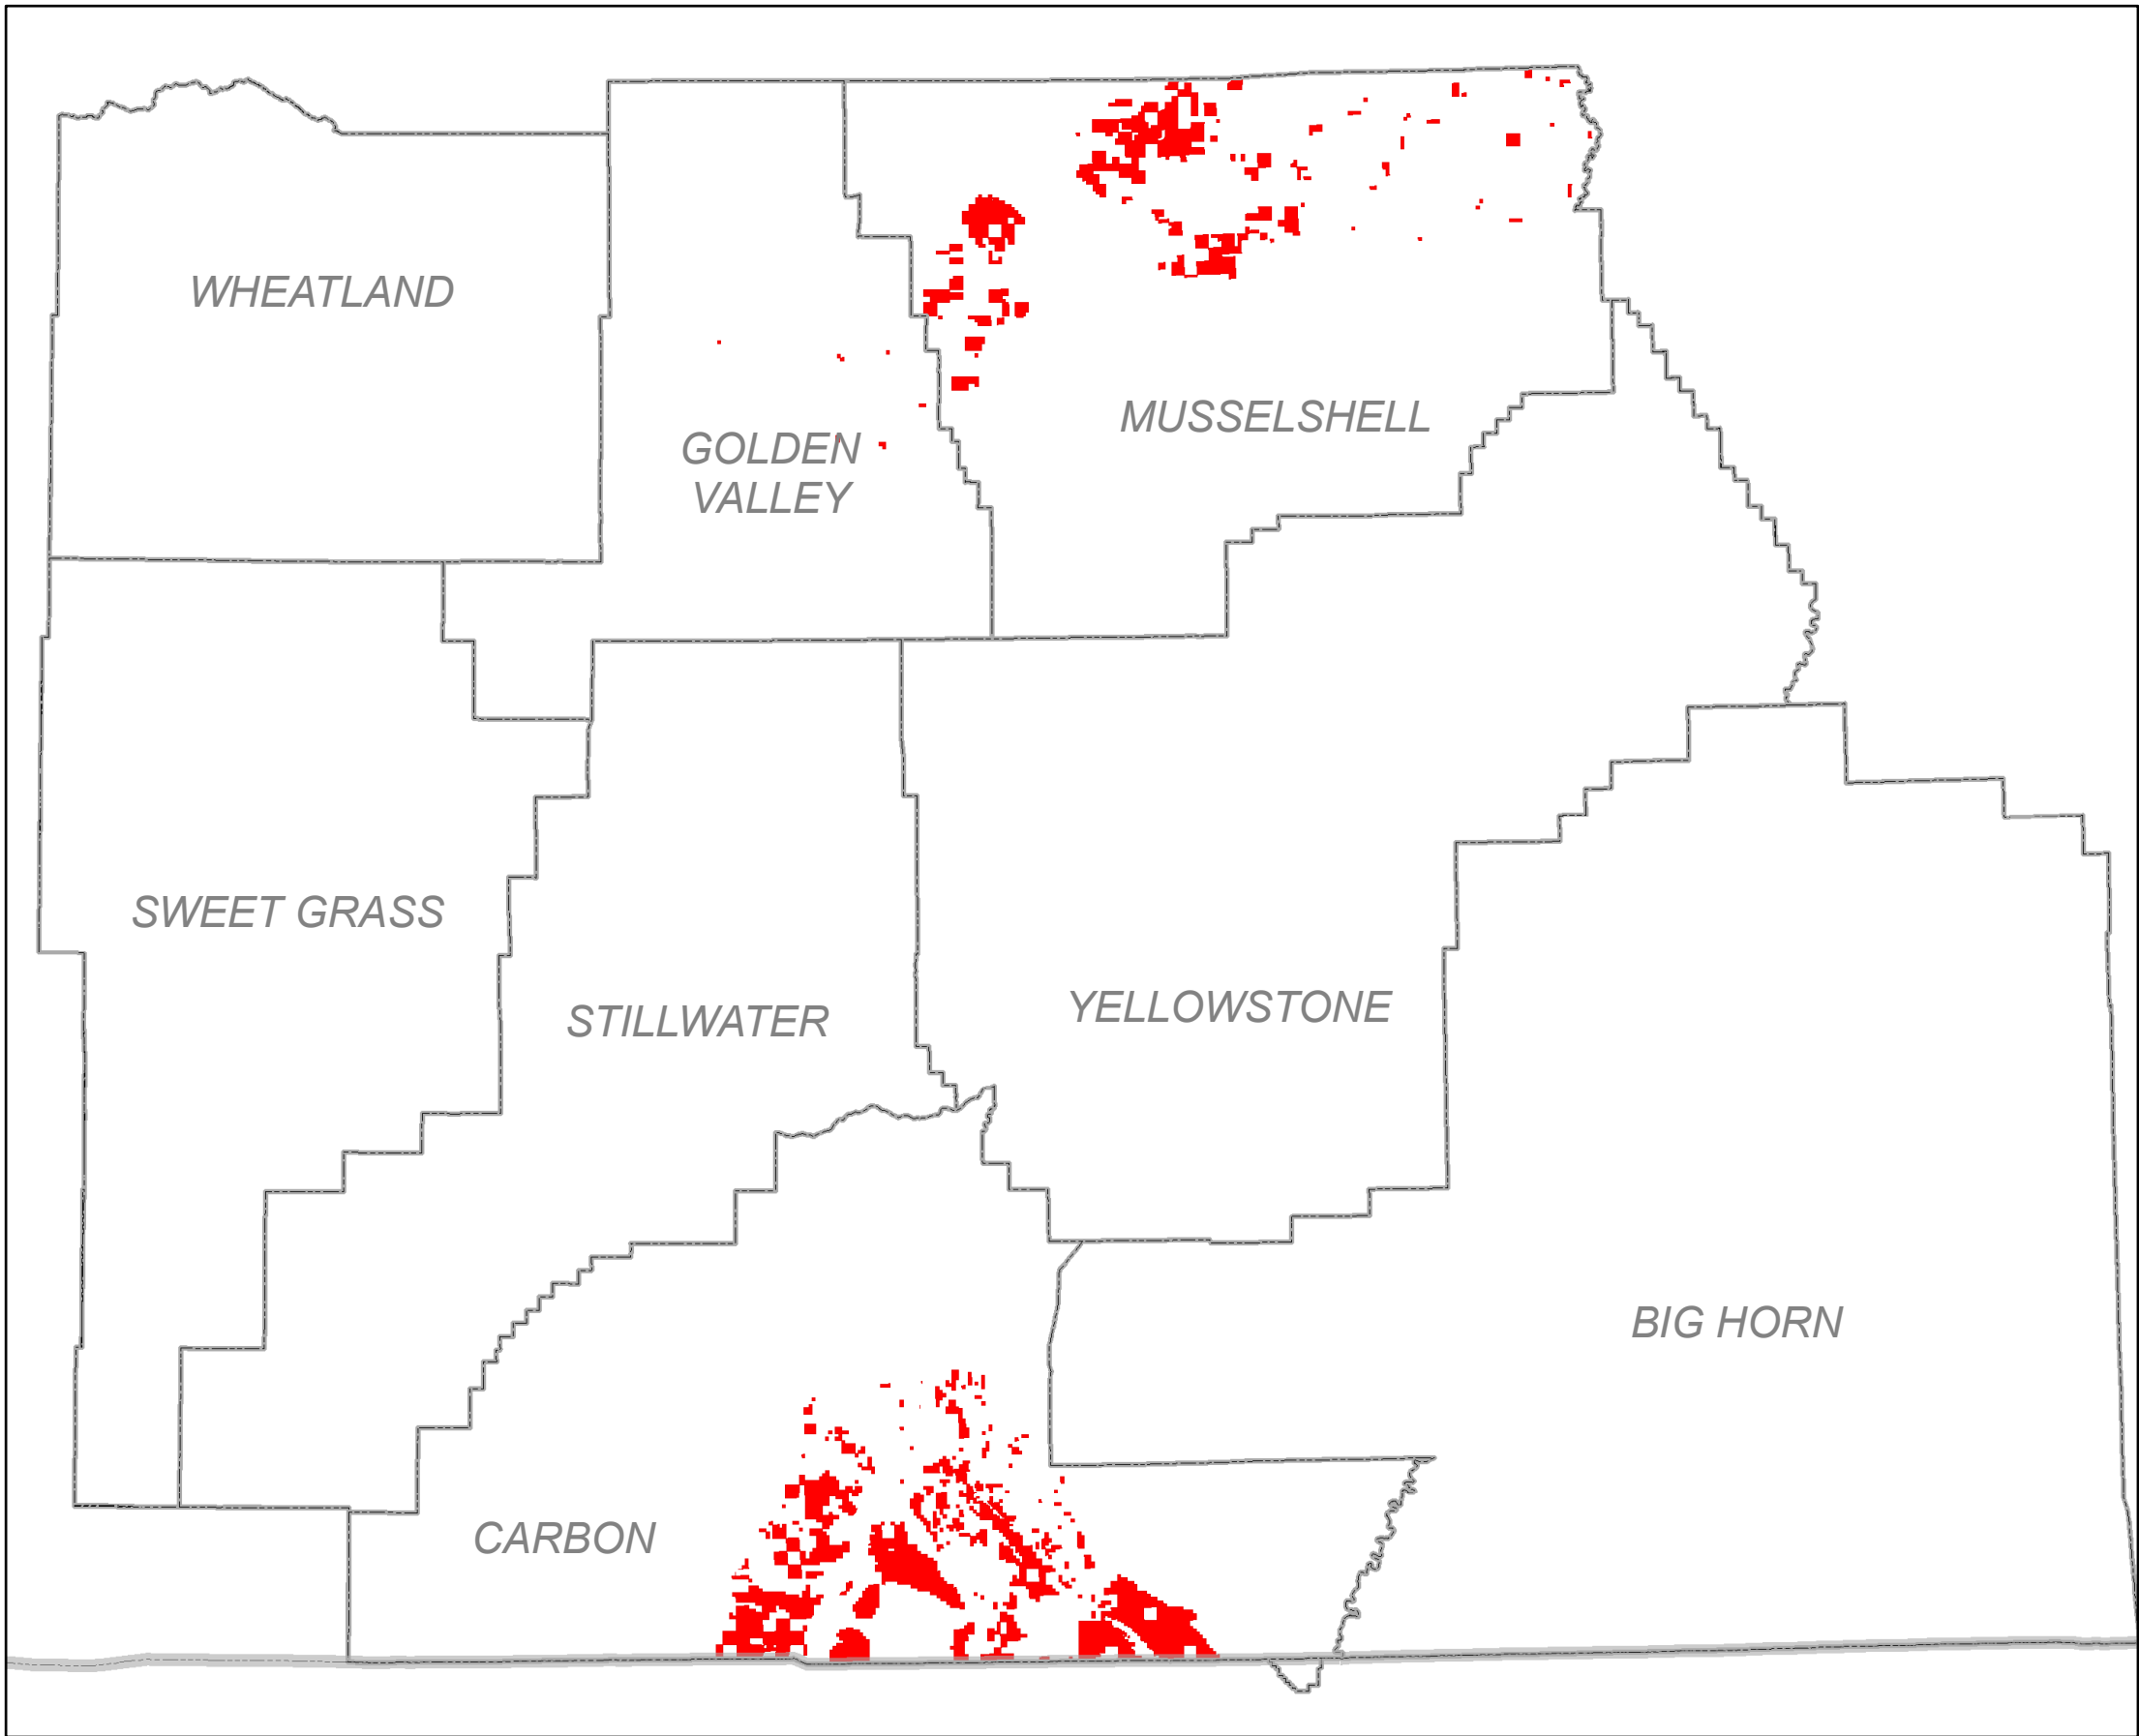 WHEATLAND
GOLDEN
VALLEY
MUSSELSHELL
SWEET GRASS
STILLWATER
YELLOWSTONE
BIG HORN
CARBON